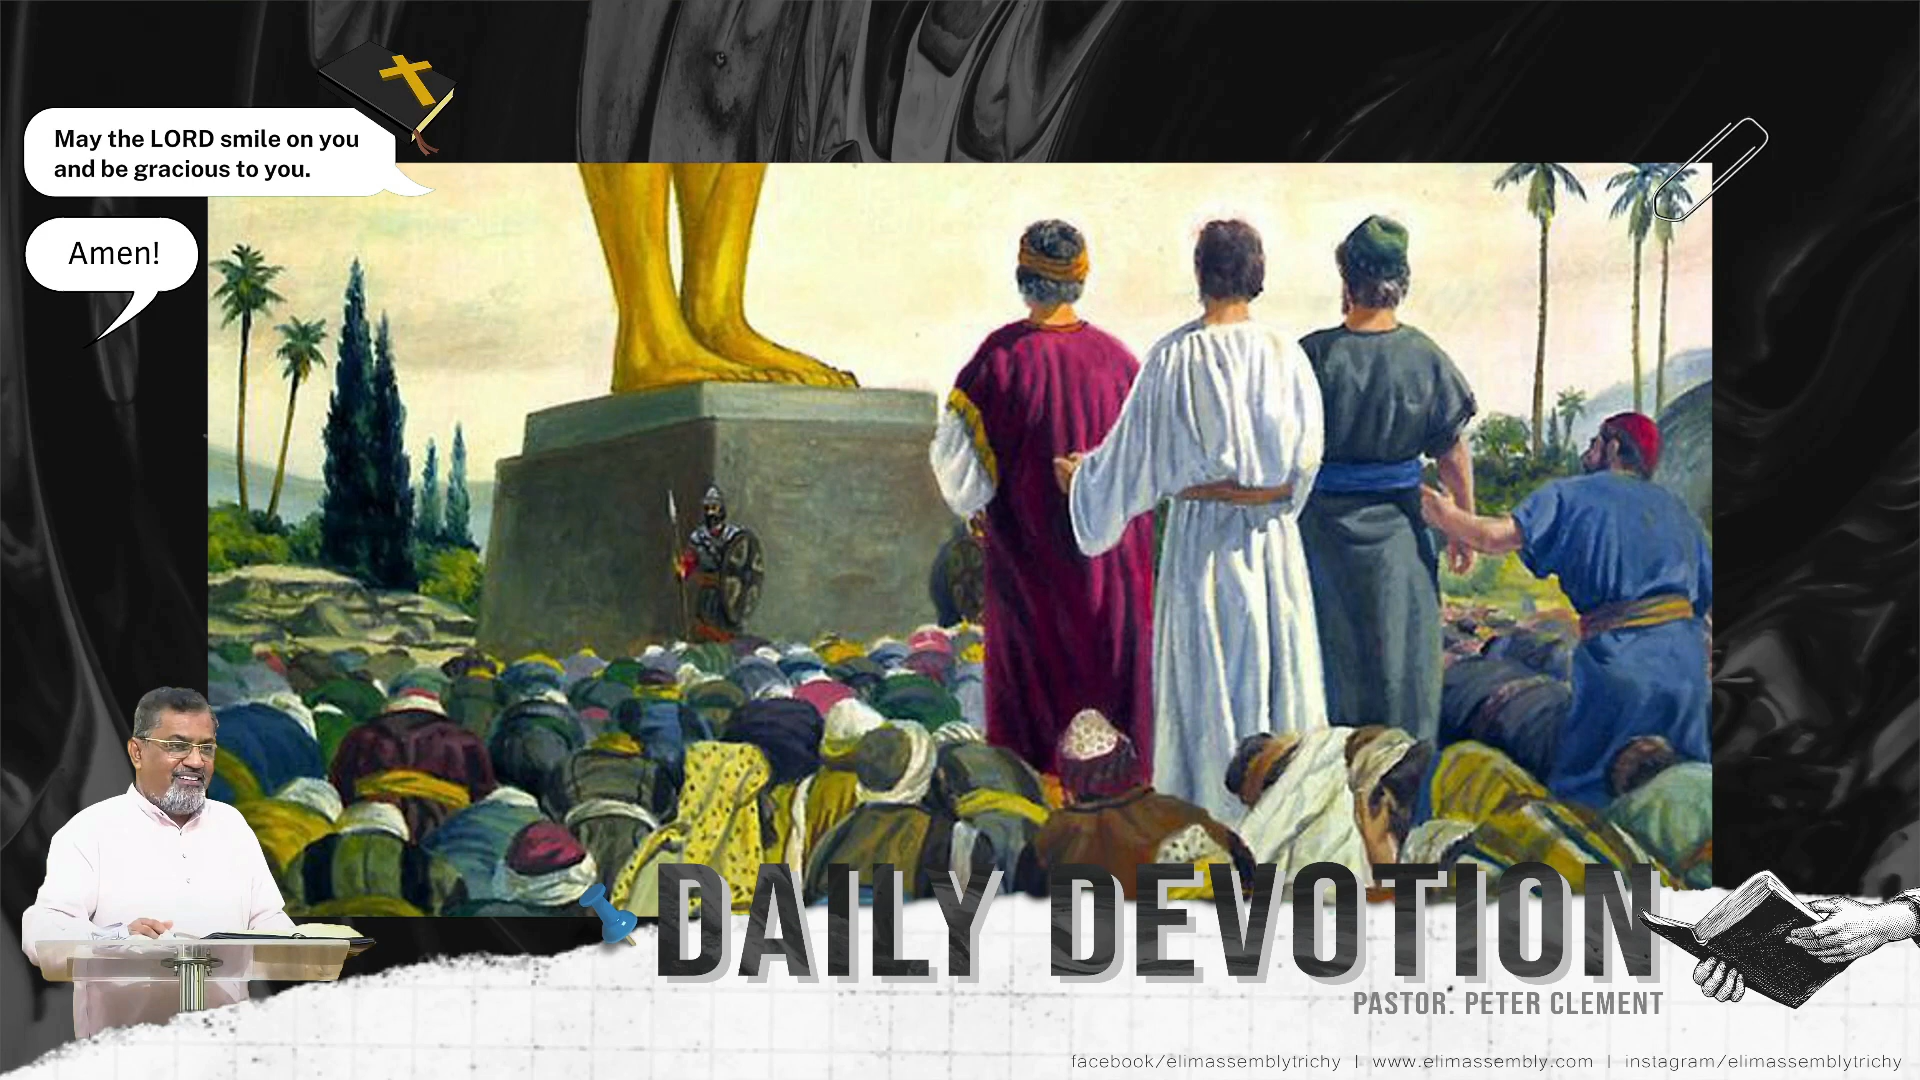 May the LORD smile on you
and be gracious to you.
Amen!
DAILY DEVOTION
PASTOR. PETER CLEMENT
facebook/elimassemblytrichy | www.elimassembly.com | instagram/elimassemblytrichy